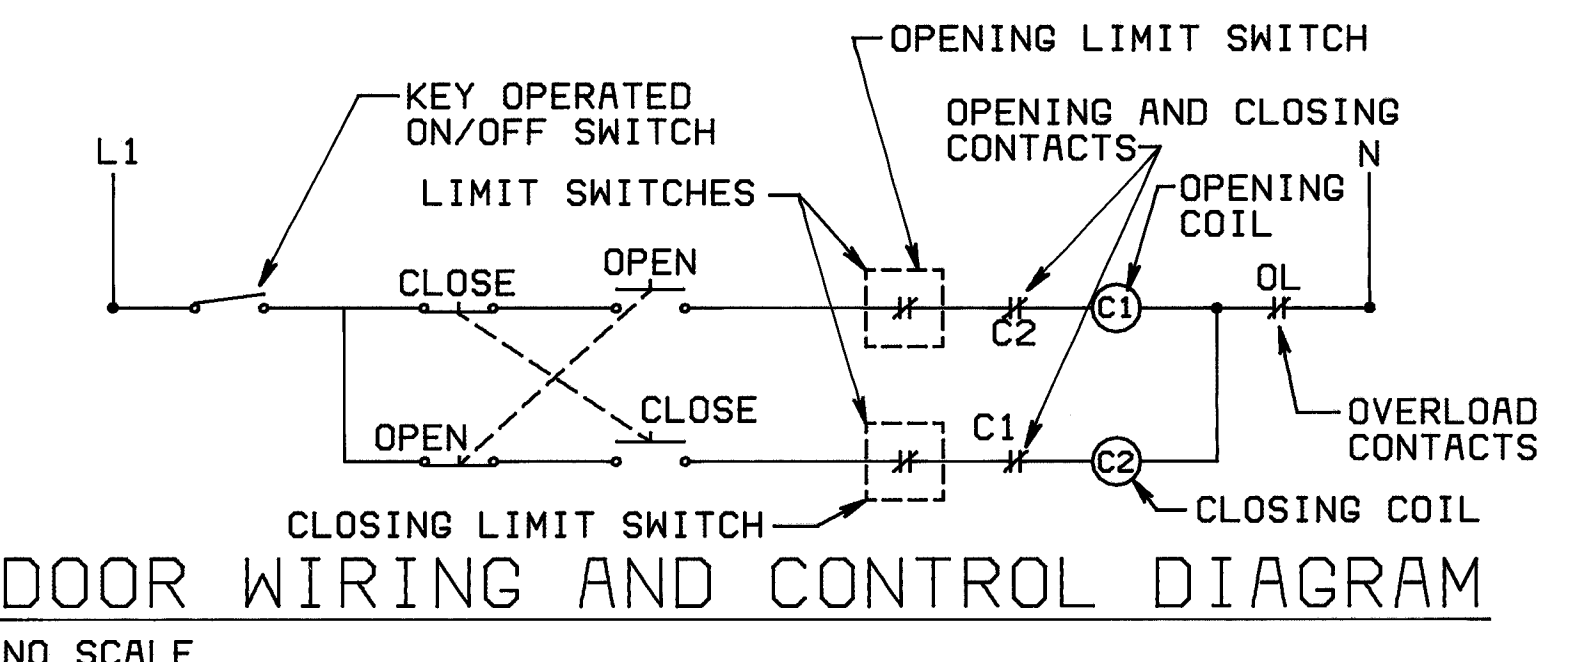 OPENING LIMIT SWITCH
KEY OPERATED
ON/OFF SWITCH
OPENING AND CLOSING
CONTACTS
L1
N
LIMIT SWITCHES
OPENING
COIL
OPEN
CLOSE
OL
C1
C2
OPEN
CLOSE
C1
C2
OVERLOAD
CONTACTS
CLOSING LIMIT SWITCH
CLOSING COIL
DOOR WIRING AND CONTROL DIAGRAM
NO SCALE